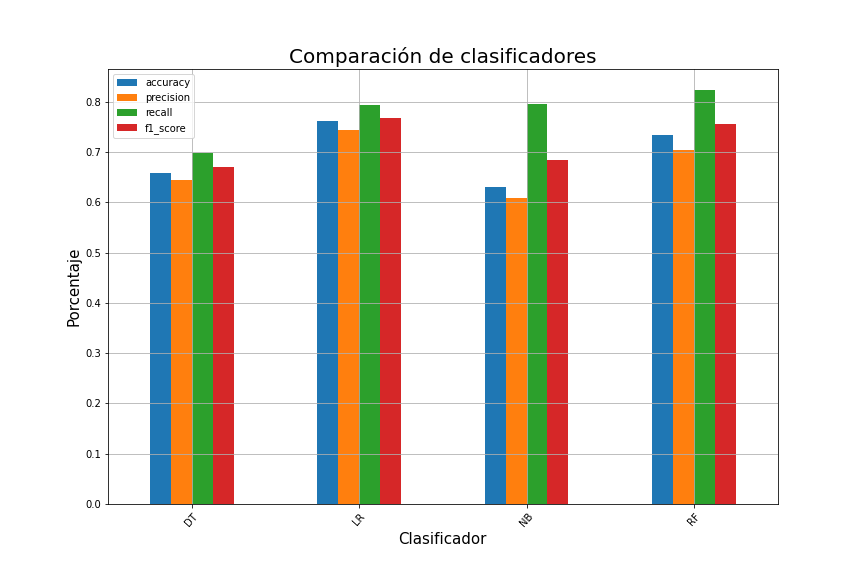 Comparación de clasificadores
accuracy
precision
recall
f1_score
Porcentaje
0.8
0.7
0.6
0.5
0.4
0.3
0.2
0.1
0.0
DT
LR
NB
RF
Clasificador